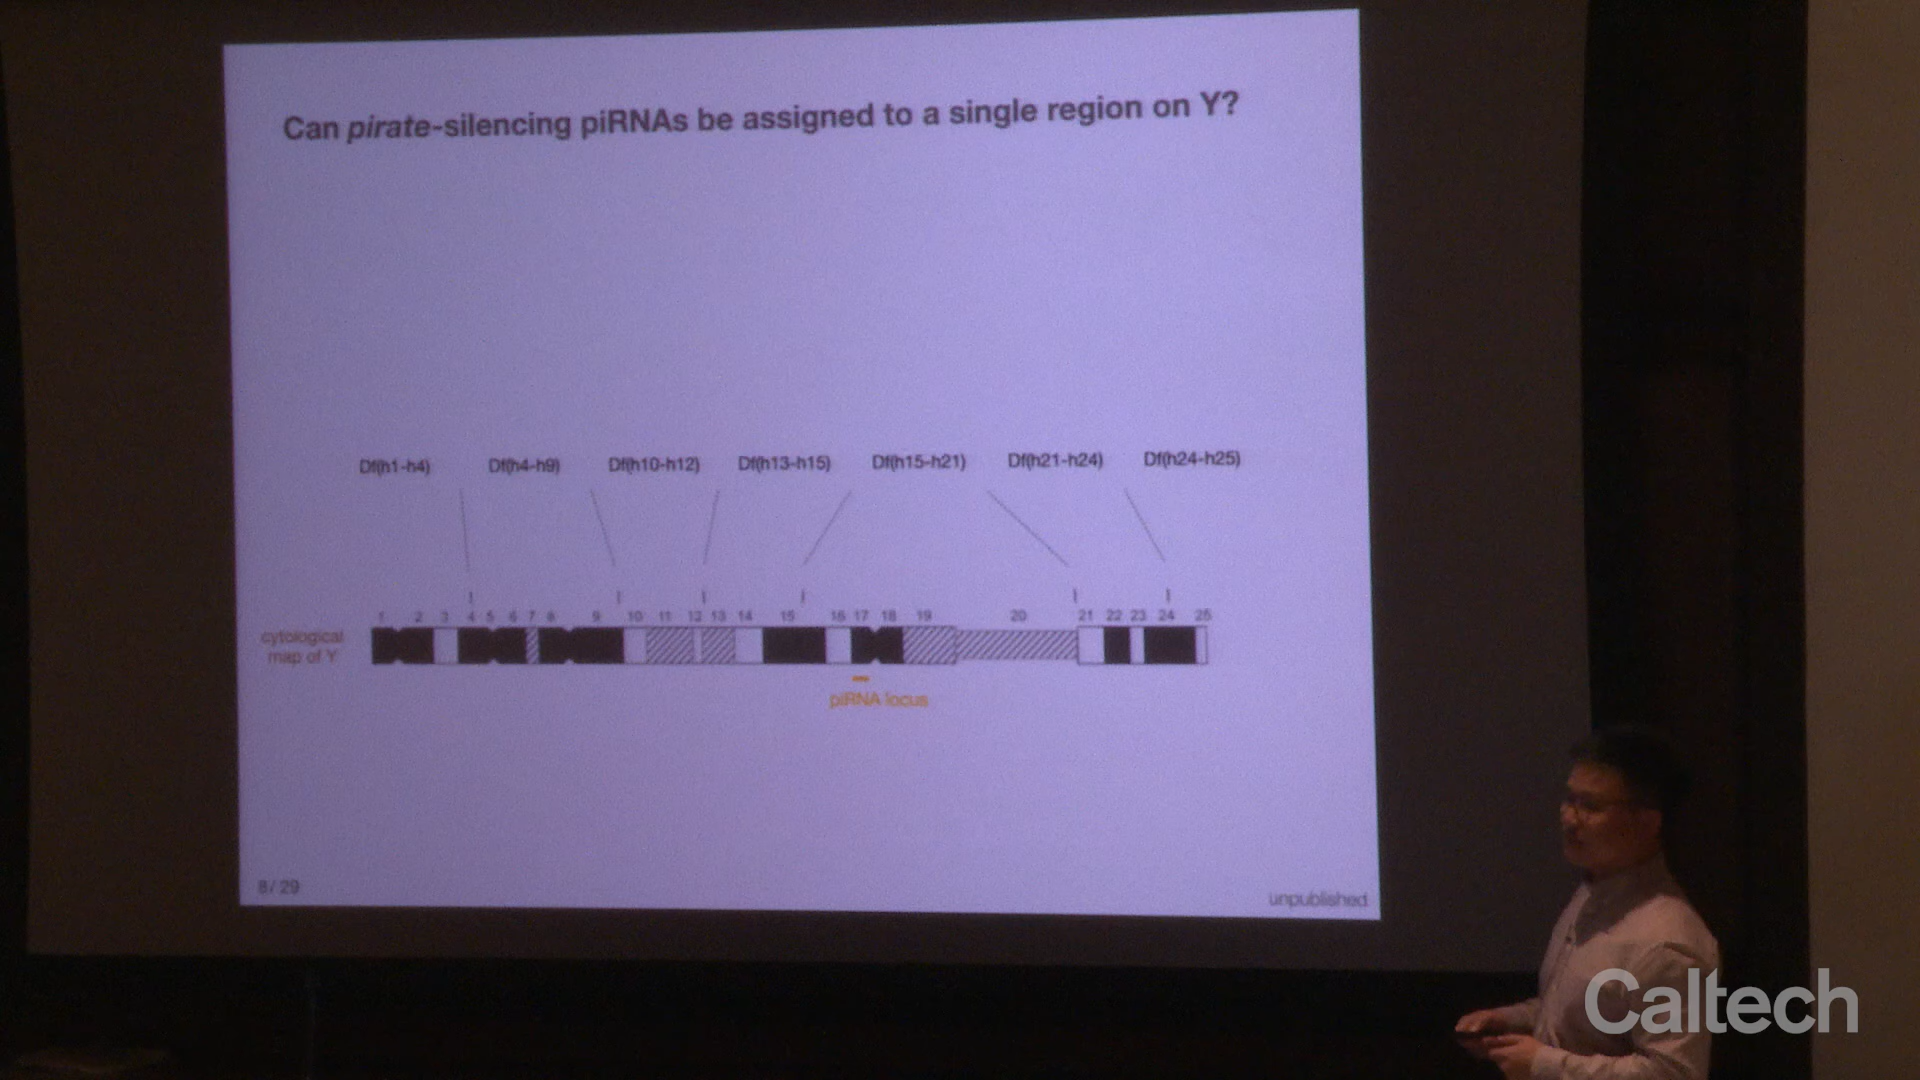 Can pirate-silencing piRNAs be assigned to a single region on Y?
Df(h1-h4) Df(h4-h9) Df(h10-h12) Df(h13-h15) Df(h15-h21) Df(h21-h24) Df(h24-h25)
1 2 3 4 5 6 7 8 9 10 11 12 13 14 15 16 17 18 19 20 21 22 23 24 25
cytological
map of Y
piRNA locus
8 / 29
unpublished
Caltech